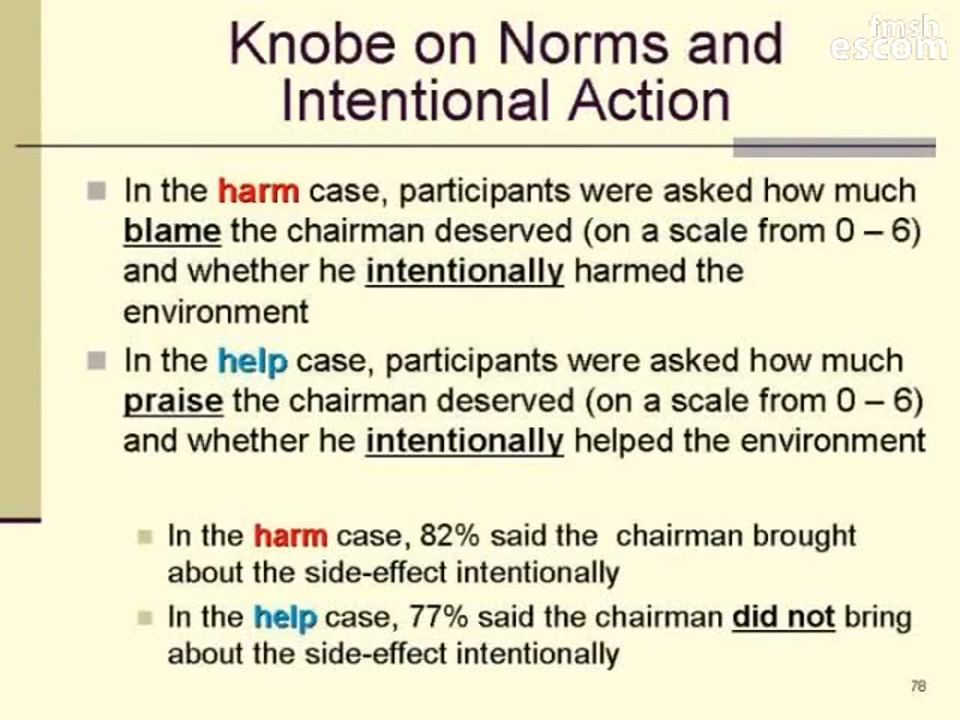 Knobe on Norms and
Intentional Action
fmsh
escom
In the harm case, participants were asked how much
blame the chairman deserved (on a scale from 0 – 6)
and whether he intentionally harmed the
environment
In the help case, participants were asked how much
praise the chairman deserved (on a scale from 0 – 6)
and whether he intentionally helped the environment
In the harm case, 82% said the chairman brought
about the side-effect intentionally
In the help case, 77% said the chairman did not bring
about the side-effect intentionally
78